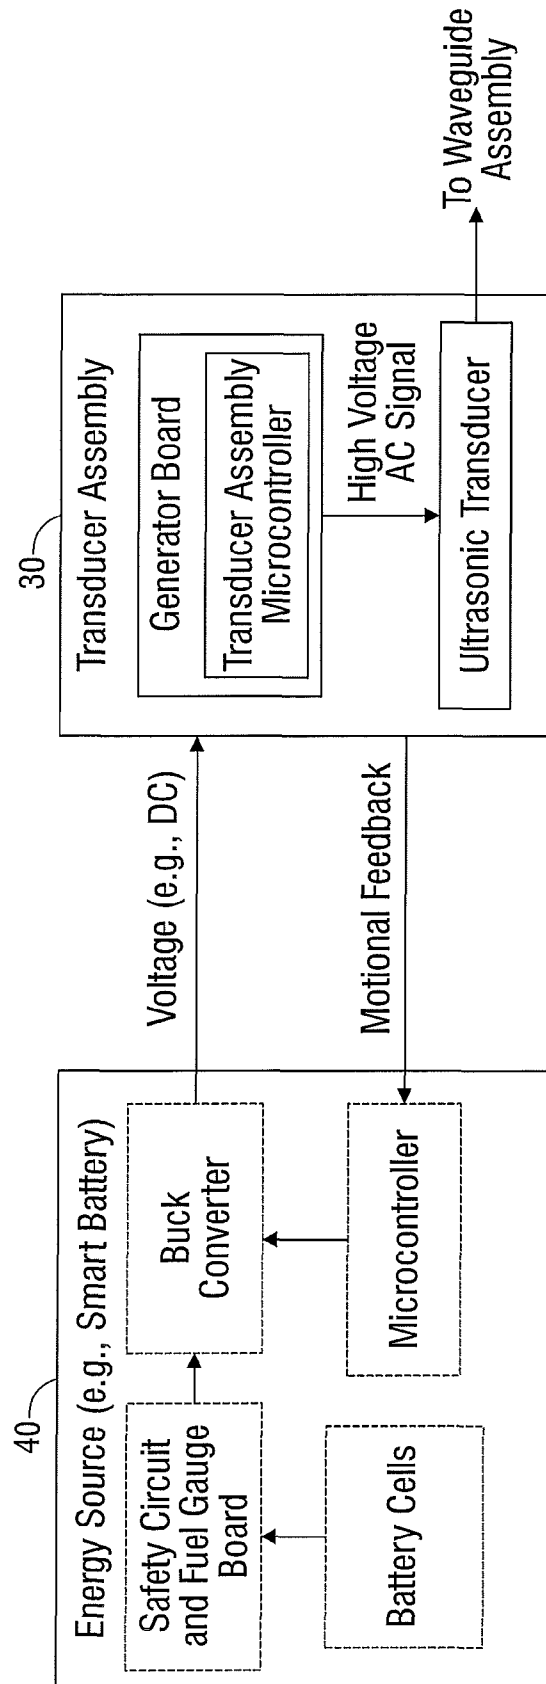 40
Energy Source (e.g., Smart Battery)
Safety Circuit
and Fuel Gauge
Board
Battery Cells
Buck
Converter
Microcontroller
Voltage (e.g., DC)
Motional Feedback
30
Transducer Assembly
Generator Board
Transducer Assembly
Microcontroller
High Voltage
AC Signal
Ultrasonic Transducer
To Waveguide
Assembly